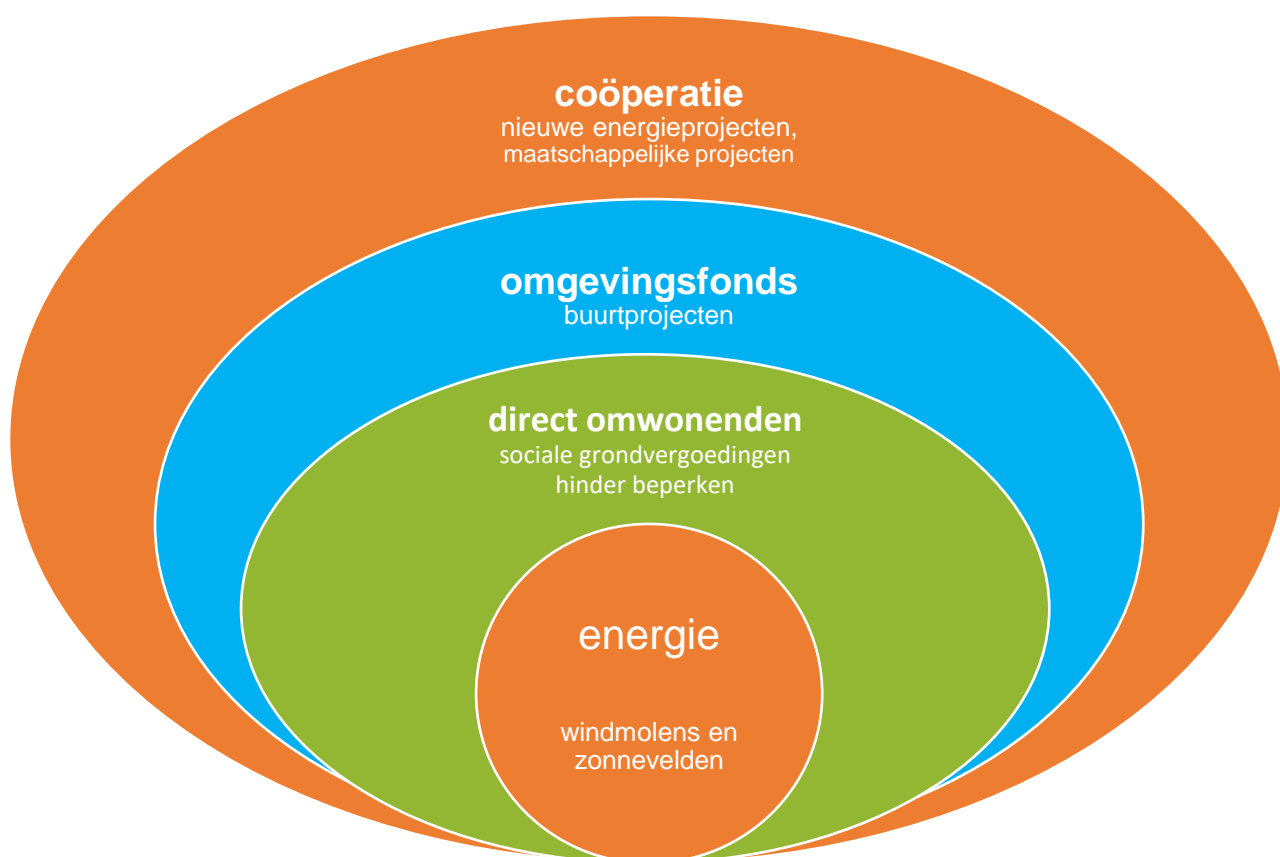 coöperatie
nieuwe energieprojecten,
maatschappelijke projecten
omgevingsfonds
buurtprojecten
direct omwonenden
sociale grondvergoedingen
hinder beperken
energie
windmolens en
zonnevelden